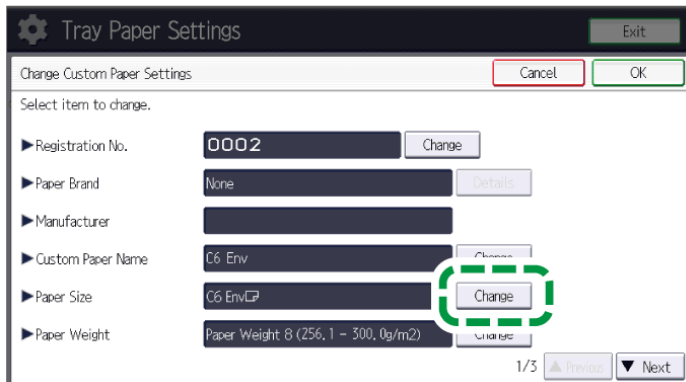 Tray Paper Settings Exit
Change Custom Paper Settings Cancel OK
Select item to change.
►Registration No. 0002 Change
►Paper Brand None Details
►Manufacturer
►Custom Paper Name C6 Env Change
►Paper Size C6 Env Change
►Paper Weight Paper Weight 8 (256.1 - 300.0g/m2) Change
1/3 ▲ Previous ▼ Next